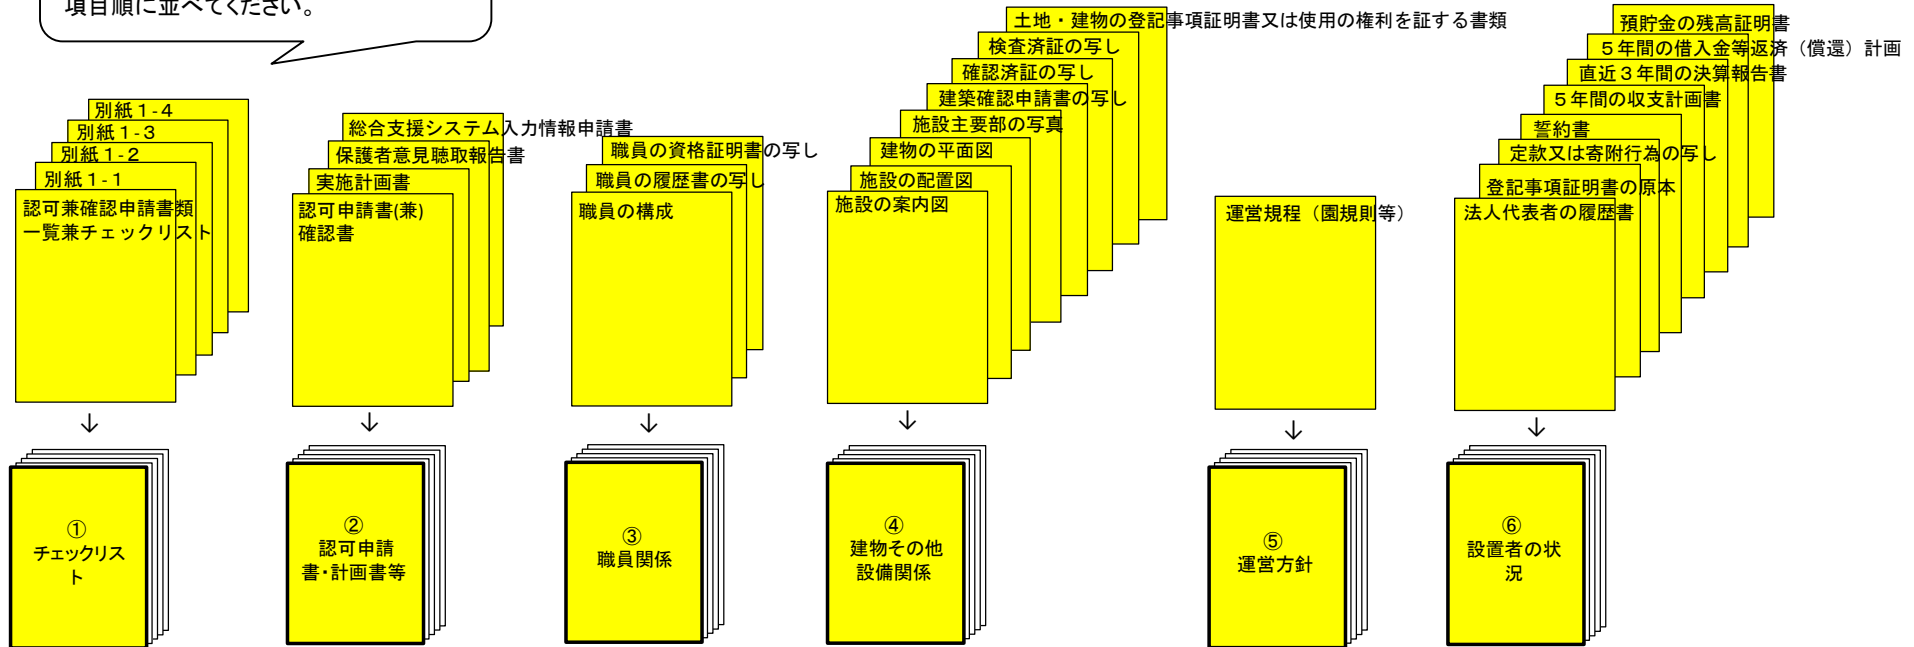 項目順に並べてください。
別紙１-４
別紙１-３
別紙１-２
別紙１-１
認可兼確認申請書類
一覧兼チェックリスト
総合支援システム入力情報申請書
保護者意見聴取報告書
実施計画書
認可申請書(兼)
確認書
職員の資格証明書の写し
職員の履歴書の写し
職員の構成
土地・建物の登記事項証明書又は使用の権利を証する書類
検査済証の写し
確認済証の写し
建築確認申請書の写し
施設主要部の写真
建物の平面図
施設の配置図
施設の案内図
運営規程（園規則等）
預貯金の残高証明書
５年間の借入金等返済（償還）計画
直近３年間の決算報告書
５年間の収支計画書
誓約書
定款又は寄附行為の写し
登記事項証明書の原本
法人代表者の履歴書
↓
↓
↓
↓
↓
↓
①
チェックリス
ト
②
認可申請
書・計画書等
③
職員関係
④
建物その他
設備関係
⑤
運営方針
⑥
設置者の状
況